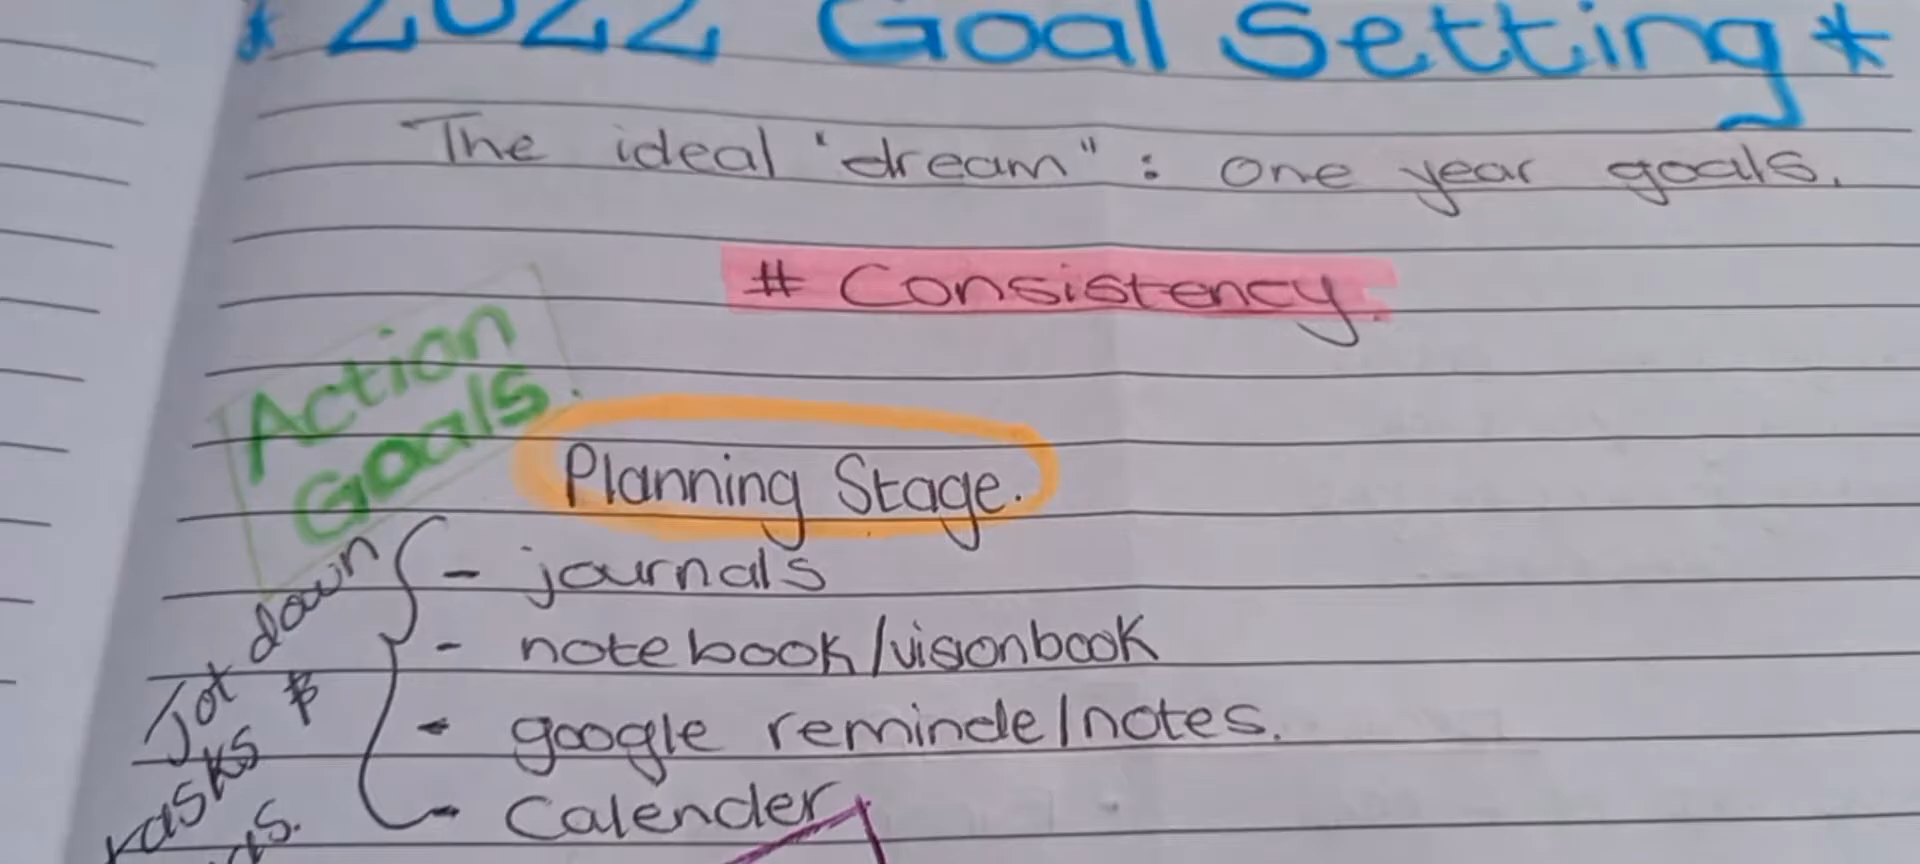 * 2022 Goal Setting *
The ideal "dream" : one year goals.
# Consistency.
Action
Goals.
Planning Stage.
- journals
- notebook/visionbook
- google reminde/notes.
- Calender
Jot down
tasks &